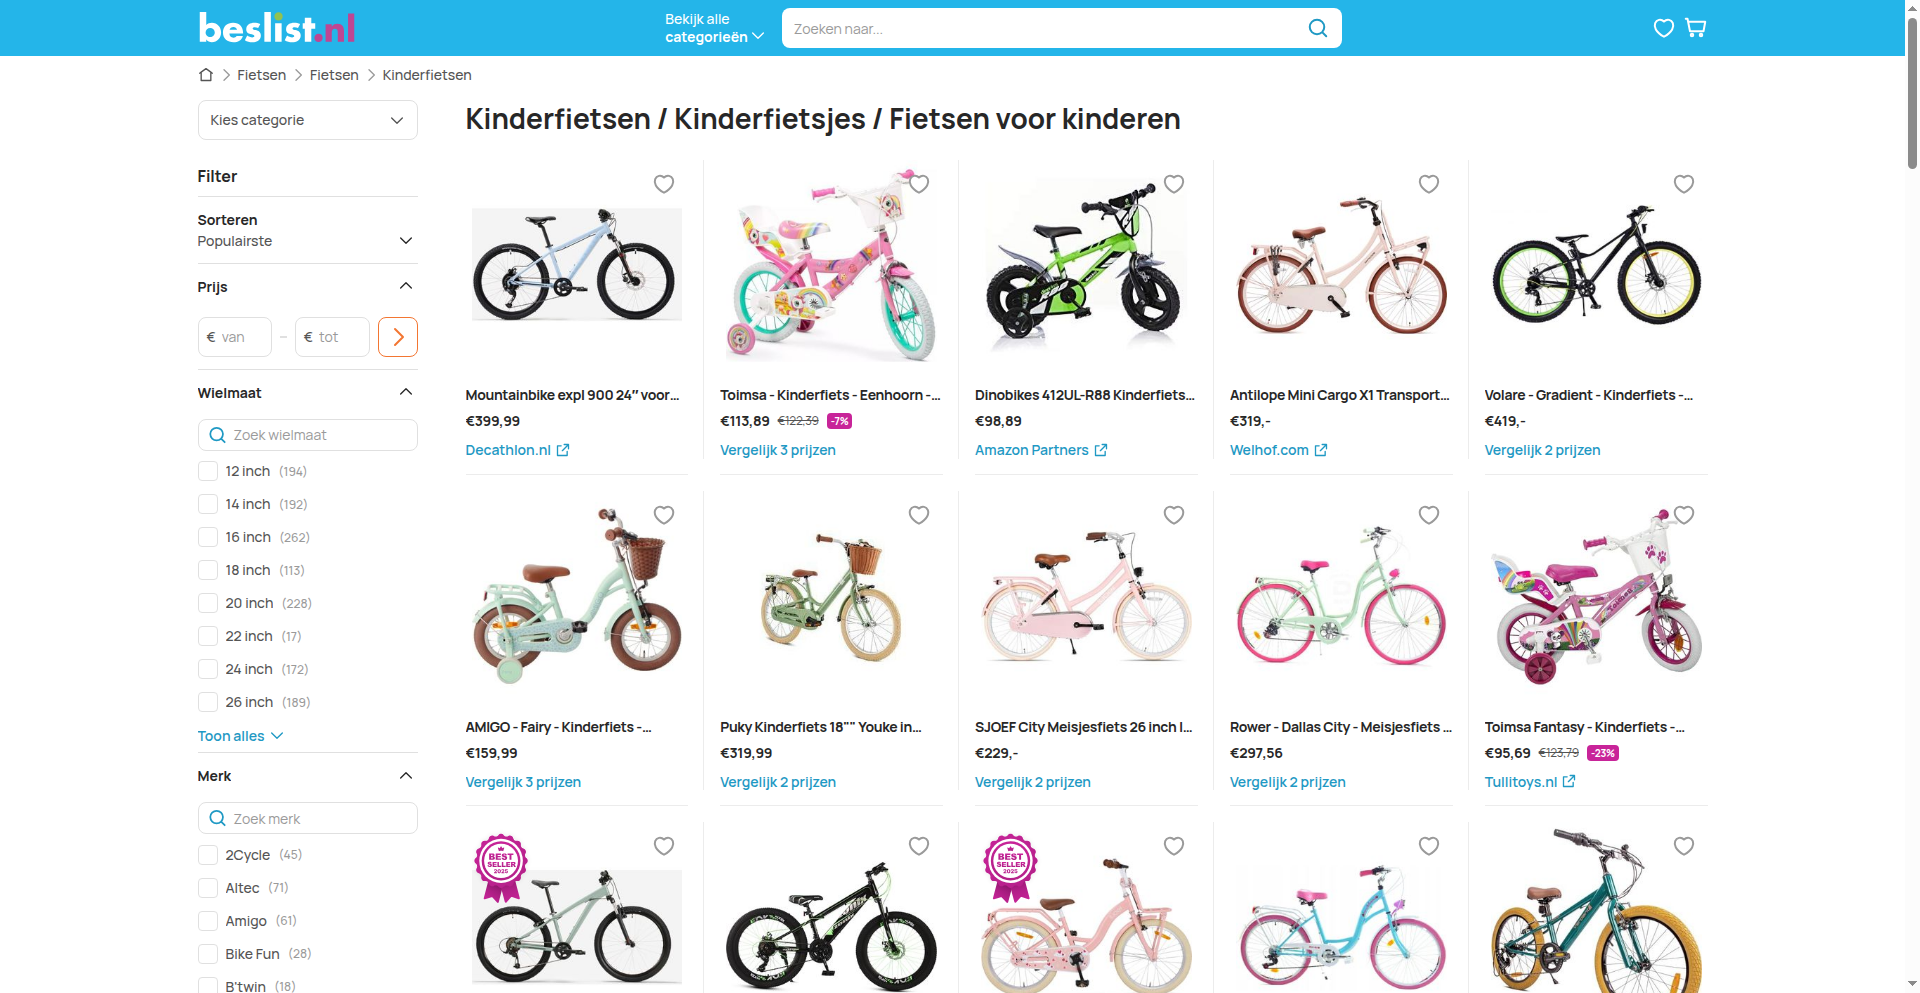 beslist.nl
Bekijk alle
categorieën
Zoeken naar...
Fietsen
Fietsen
Kinderfietsen
Kies categorie
Kinderfietsen / Kinderfietsjes / Fietsen voor kinderen
Filter
Sorteren
Populairste
Prijs
€ van – € tot
Wielmaat
Zoek wielmaat
12 inch (194)
14 inch (192)
16 inch (262)
18 inch (113)
20 inch (228)
22 inch (17)
24 inch (172)
26 inch (189)
Toon alles
Merk
Zoek merk
2Cycle (45)
Altec (71)
Amigo (61)
Bike Fun (28)
B'twin (18)
Mountainbike expl 900 24″ voor...
€399,99
Decathlon.nl
Toimsa - Kinderfiets - Eenhoorn -...
€113,89 €122,39 -7%
Vergelijk 3 prijzen
Dinobikes 412UL-R88 Kinderfiets...
€98,89
Amazon Partners
Antilope Mini Cargo X1 Transport...
€319,-
Welhof.com
Volare - Gradient - Kinderfiets -...
€419,-
Vergelijk 2 prijzen
AMIGO - Fairy - Kinderfiets -...
€159,99
Vergelijk 3 prijzen
Puky Kinderfiets 18"" Youke in...
€319,99
Vergelijk 2 prijzen
SJOEF City Meisjesfiets 26 inch I...
€229,-
Vergelijk 2 prijzen
Rower - Dallas City - Meisjesfiets ...
€297,56
Vergelijk 2 prijzen
Toimsa Fantasy - Kinderfiets -...
€95,69 €123,79 -23%
Tullitoys.nl
BEST
SELLER
2025
BEST
SELLER
2025